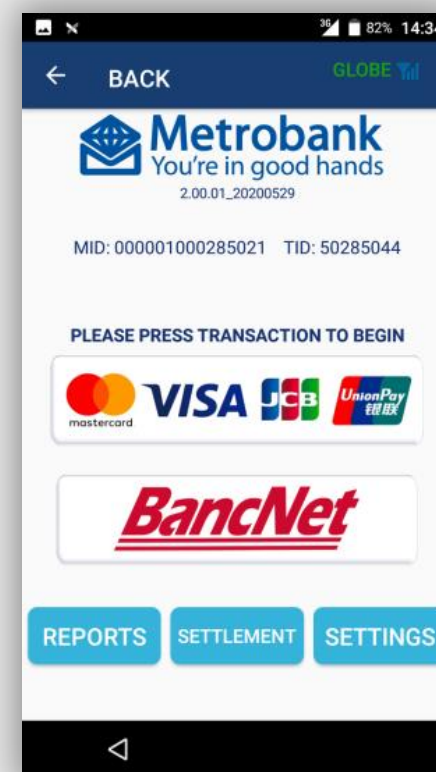 3G 82% 14:34
BACK GLOBE
Metrobank
You're in good hands
2.00.01_20200529
MID: 000001000285021 TID: 50285044
PLEASE PRESS TRANSACTION TO BEGIN
mastercard VISA JCB UnionPay
银联
BancNet
REPORTS SETTLEMENT SETTINGS